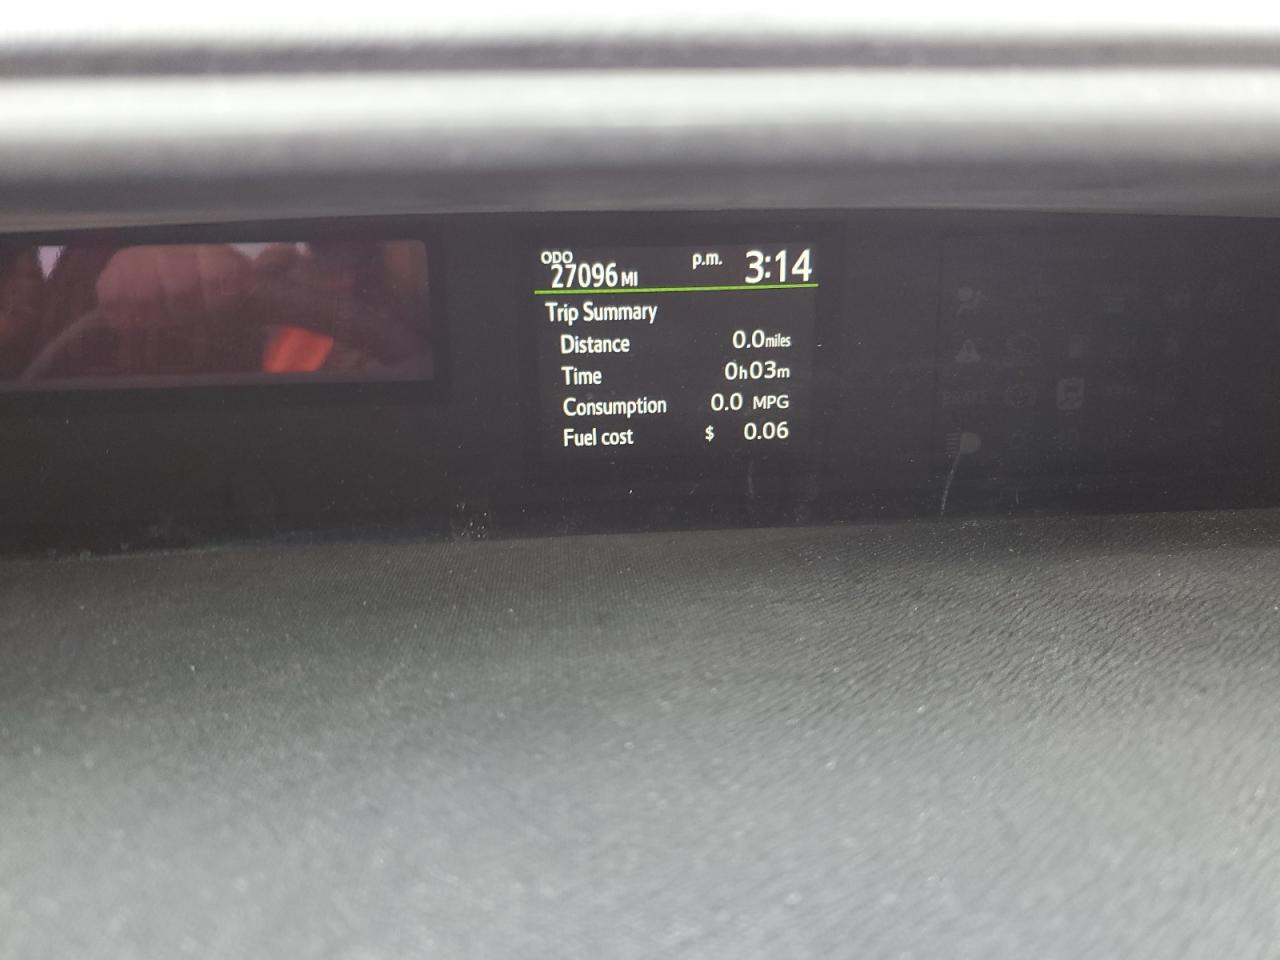 ODO
27096 MI p.m. 3:14
Trip Summary
Distance 0.0 miles
Time 0h03m
Consumption 0.0 MPG
Fuel cost $ 0.06